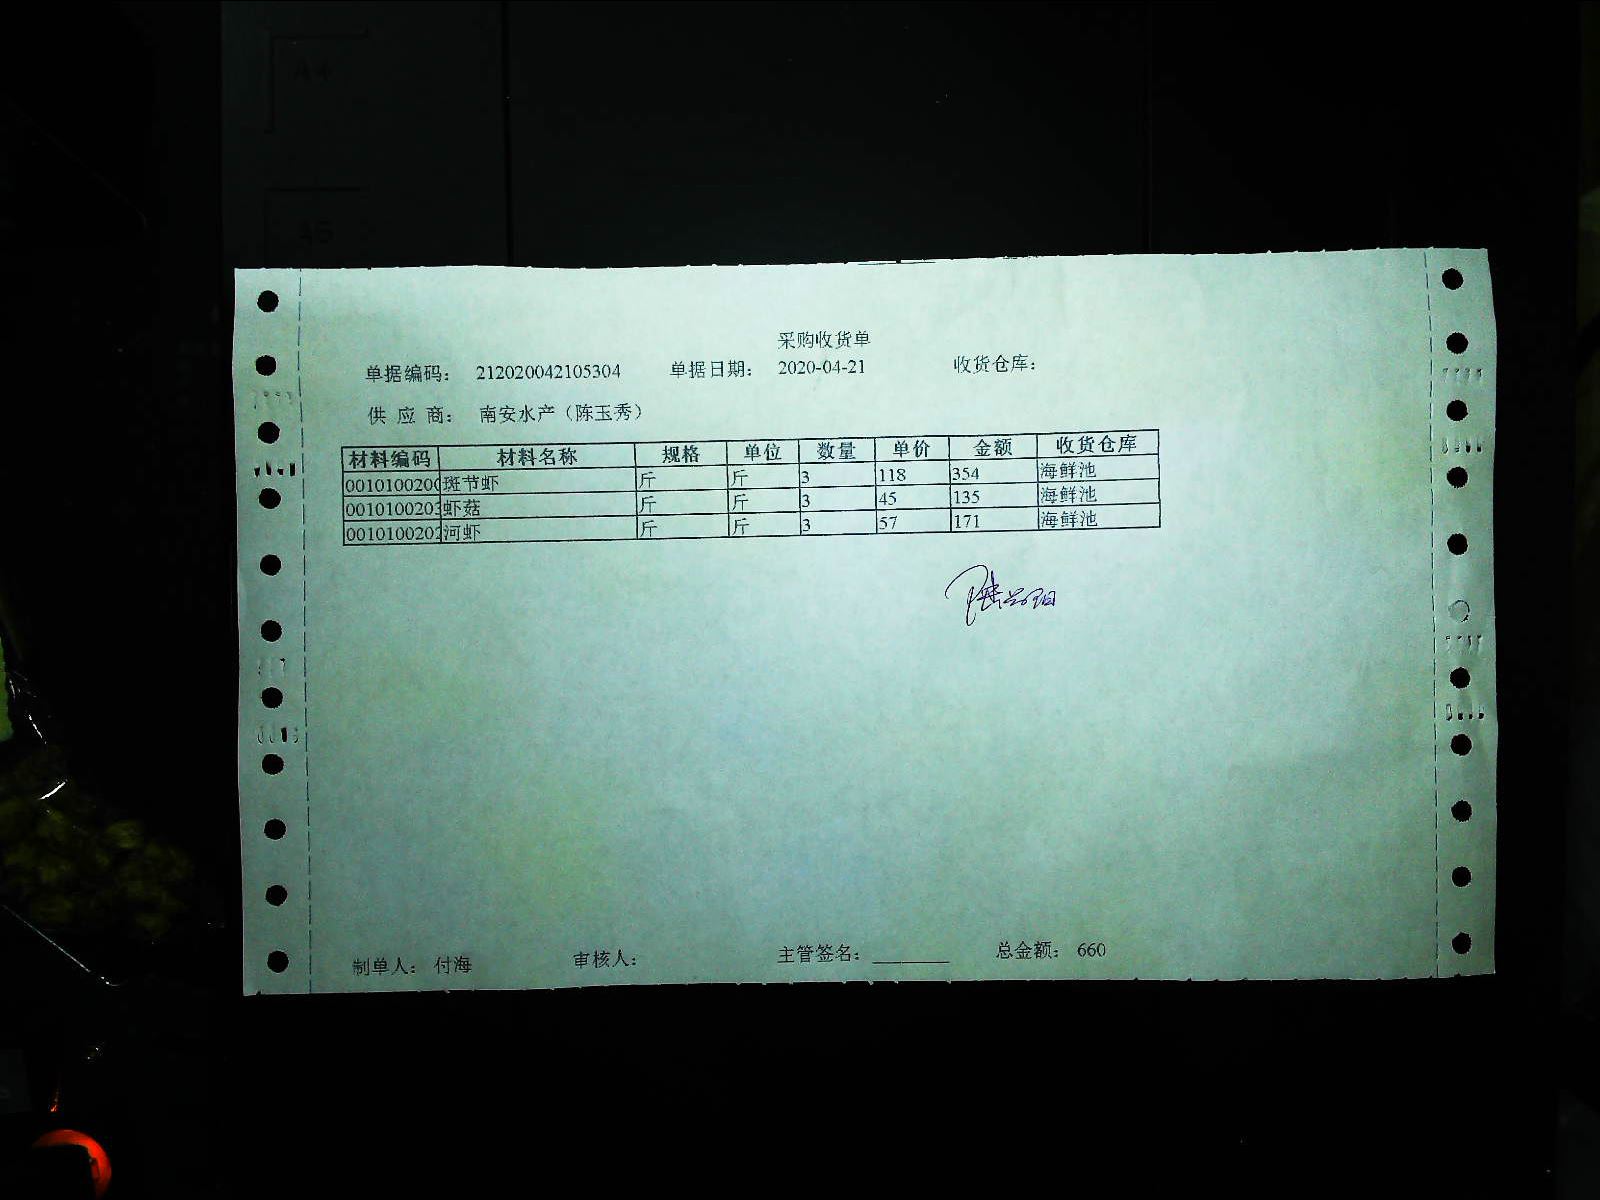 A4
A5
采购收货单
单据编码： 212020042105304 单据日期： 2020-04-21 收货仓库：
供 应 商： 南安水产（陈玉秀）
材料编码 材料名称 规格 单位 数量 单价 金额 收货仓库
0010100200 斑节虾 斤 斤 3 118 354 海鲜池
0010100203 虾菇 斤 斤 3 45 135 海鲜池
0010100202 河虾 斤 斤 3 57 171 海鲜池
制单人： 付海 审核人： 主管签名： 总金额： 660